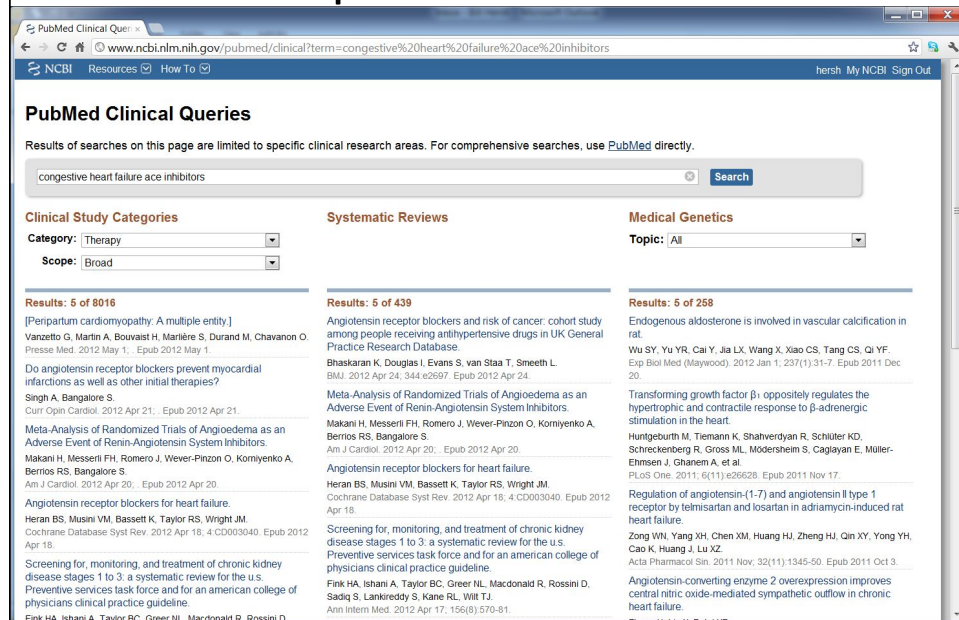 PubMed Clinical Quer ×
www.ncbi.nlm.nih.gov/pubmed/clinical?term=congestive%20heart%20failure%20ace%20inhibitors
NCBI Resources How To hersh My NCBI Sign Out
PubMed Clinical Queries
Results of searches on this page are limited to specific clinical research areas. For comprehensive searches, use PubMed directly.
congestive heart failure ace inhibitors Search
Clinical Study Categories
Category: Therapy
Scope: Broad
Results: 5 of 8016
[Peripartum cardiomyopathy: A multiple entity.]
Vanzetto G, Martin A, Bouvaist H, Marlière S, Durand M, Chavanon O.
Presse Med. 2012 May 1; . Epub 2012 May 1.
Do angiotensin receptor blockers prevent myocardial
infarctions as well as other initial therapies?
Singh A, Bangalore S.
Curr Opin Cardiol. 2012 Apr 21; . Epub 2012 Apr 21.
Meta-Analysis of Randomized Trials of Angioedema as an
Adverse Event of Renin-Angiotensin System Inhibitors.
Makani H, Messerli FH, Romero J, Wever-Pinzon O, Korniyenko A,
Berrios RS, Bangalore S.
Am J Cardiol. 2012 Apr 20; . Epub 2012 Apr 20.
Angiotensin receptor blockers for heart failure.
Heran BS, Musini VM, Bassett K, Taylor RS, Wright JM.
Cochrane Database Syst Rev. 2012 Apr 18; 4:CD003040. Epub 2012
Apr 18.
Screening for, monitoring, and treatment of chronic kidney
disease stages 1 to 3: a systematic review for the u.s.
Preventive services task force and for an american college of
physicians clinical practice guideline.
Fink HA, Ishani A, Taylor BC, Greer NL, Macdonald R, Rossini D,
Systematic Reviews
Results: 5 of 439
Angiotensin receptor blockers and risk of cancer: cohort study
among people receiving antihypertensive drugs in UK General
Practice Research Database.
Bhaskaran K, Douglas I, Evans S, van Staa T, Smeeth L.
BMJ. 2012 Apr 24; 344:e2697. Epub 2012 Apr 24.
Meta-Analysis of Randomized Trials of Angioedema as an
Adverse Event of Renin-Angiotensin System Inhibitors.
Makani H, Messerli FH, Romero J, Wever-Pinzon O, Korniyenko A,
Berrios RS, Bangalore S.
Am J Cardiol. 2012 Apr 20; . Epub 2012 Apr 20.
Angiotensin receptor blockers for heart failure.
Heran BS, Musini VM, Bassett K, Taylor RS, Wright JM.
Cochrane Database Syst Rev. 2012 Apr 18; 4:CD003040. Epub 2012
Apr 18.
Screening for, monitoring, and treatment of chronic kidney
disease stages 1 to 3: a systematic review for the u.s.
Preventive services task force and for an american college of
physicians clinical practice guideline.
Fink HA, Ishani A, Taylor BC, Greer NL, Macdonald R, Rossini D,
Sadiq S, Lankireddy S, Kane RL, Wilt TJ.
Ann Intern Med. 2012 Apr 17; 156(8):570-81.
Medical Genetics
Topic: All
Results: 5 of 258
Endogenous aldosterone is involved in vascular calcification in
rat.
Wu SY, Yu YR, Cai Y, Jia LX, Wang X, Xiao CS, Tang CS, Qi YF.
Exp Biol Med (Maywood). 2012 Jan 1; 237(1):31-7. Epub 2011 Dec
20.
Transforming growth factor β₁ oppositely regulates the
hypertrophic and contractile response to β-adrenergic
stimulation in the heart.
Huntgeburth M, Tiemann K, Shahverdyan R, Schlüter KD,
Schreckenberg R, Gross ML, Mödersheim S, Caglayan E, Müller-
Ehmsen J, Ghanem A, et al.
PLoS One. 2011; 6(11):e26628. Epub 2011 Nov 17.
Regulation of angiotensin-(1-7) and angiotensin II type 1
receptor by telmisartan and losartan in adriamycin-induced rat
heart failure.
Zong WN, Yang XH, Chen XM, Huang HJ, Zheng HJ, Qin XY, Yong YH,
Cao K, Huang J, Lu XZ.
Acta Pharmacol Sin. 2011 Nov; 32(11):1345-50. Epub 2011 Oct 3.
Angiotensin-converting enzyme 2 overexpression improves
central nitric oxide-mediated sympathetic outflow in chronic
heart failure.